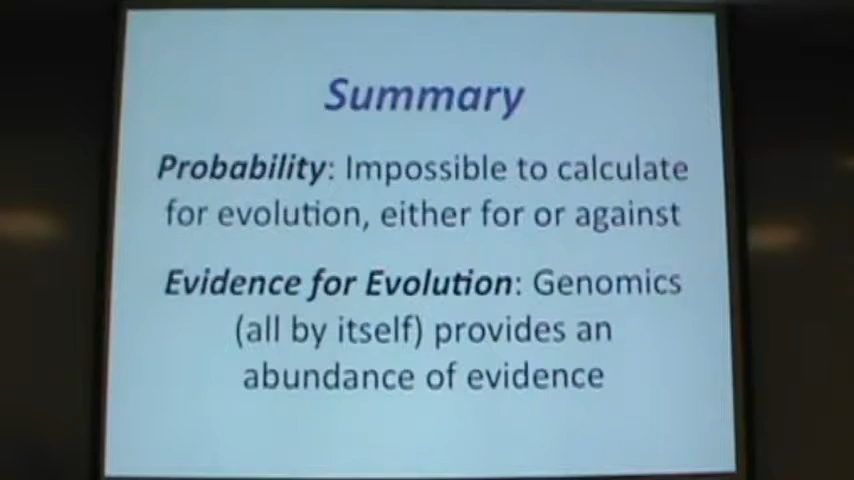 Summary
Probability: Impossible to calculate
for evolution, either for or against
Evidence for Evolution: Genomics
(all by itself) provides an
abundance of evidence